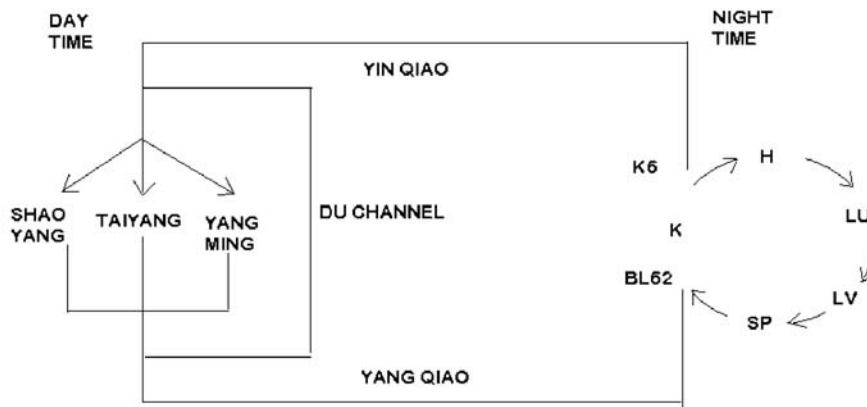 DAY
TIME
NIGHT
TIME
YIN QIAO
K6
H
SHAO
YANG
TAIYANG
YANG
MING
DU CHANNEL
K
LU
BL62
LV
SP
YANG QIAO